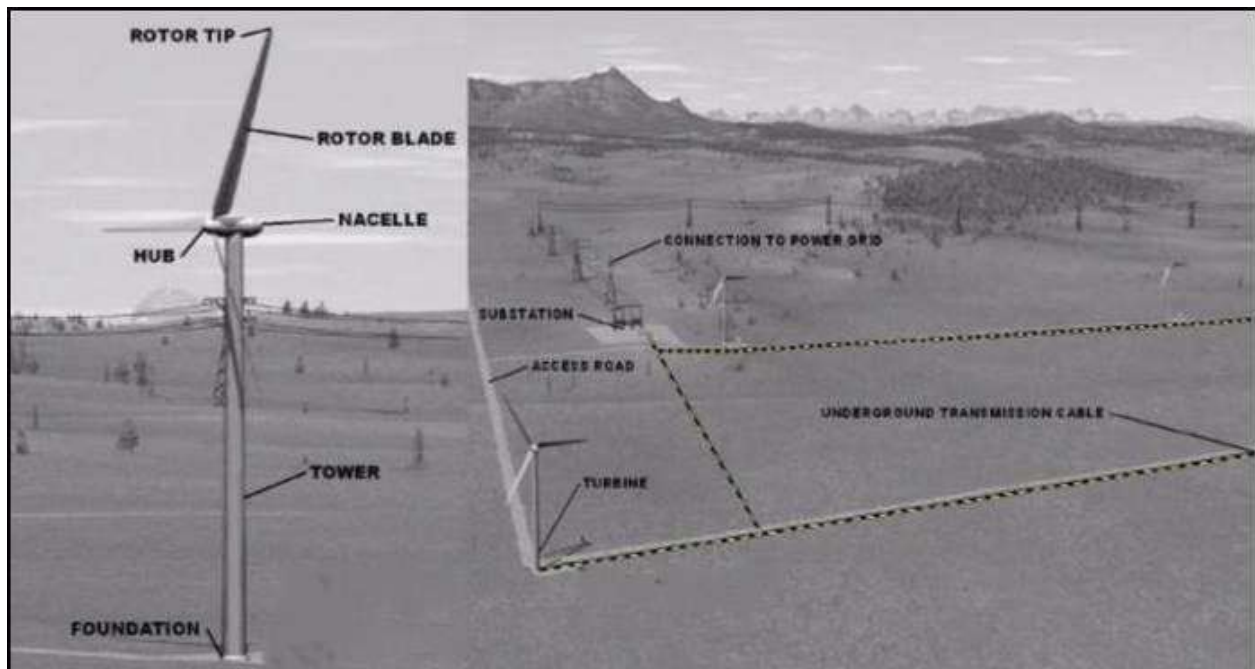 ROTOR TIP
ROTOR BLADE
NACELLE
HUB
TOWER
FOUNDATION
CONNECTION TO POWER GRID
SUBSTATION
ACCESS ROAD
UNDERGROUND TRANSMISSION CABLE
TURBINE